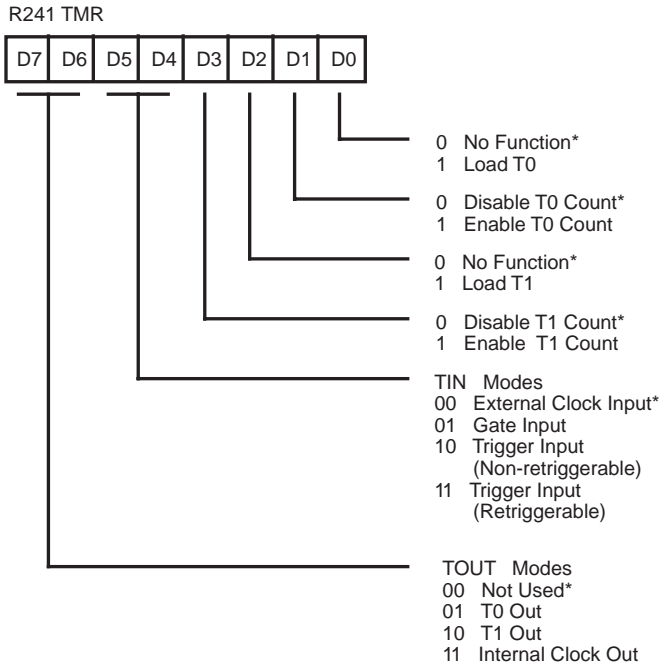 R241 TMR
D7 D6 D5 D4 D3 D2 D1 D0
0 No Function*
1 Load T0
0 Disable T0 Count*
1 Enable T0 Count
0 No Function*
1 Load T1
0 Disable T1 Count*
1 Enable T1 Count
TIN Modes
00 External Clock Input*
01 Gate Input
10 Trigger Input
(Non-retriggerable)
11 Trigger Input
(Retriggerable)
TOUT Modes
00 Not Used*
01 T0 Out
10 T1 Out
11 Internal Clock Out